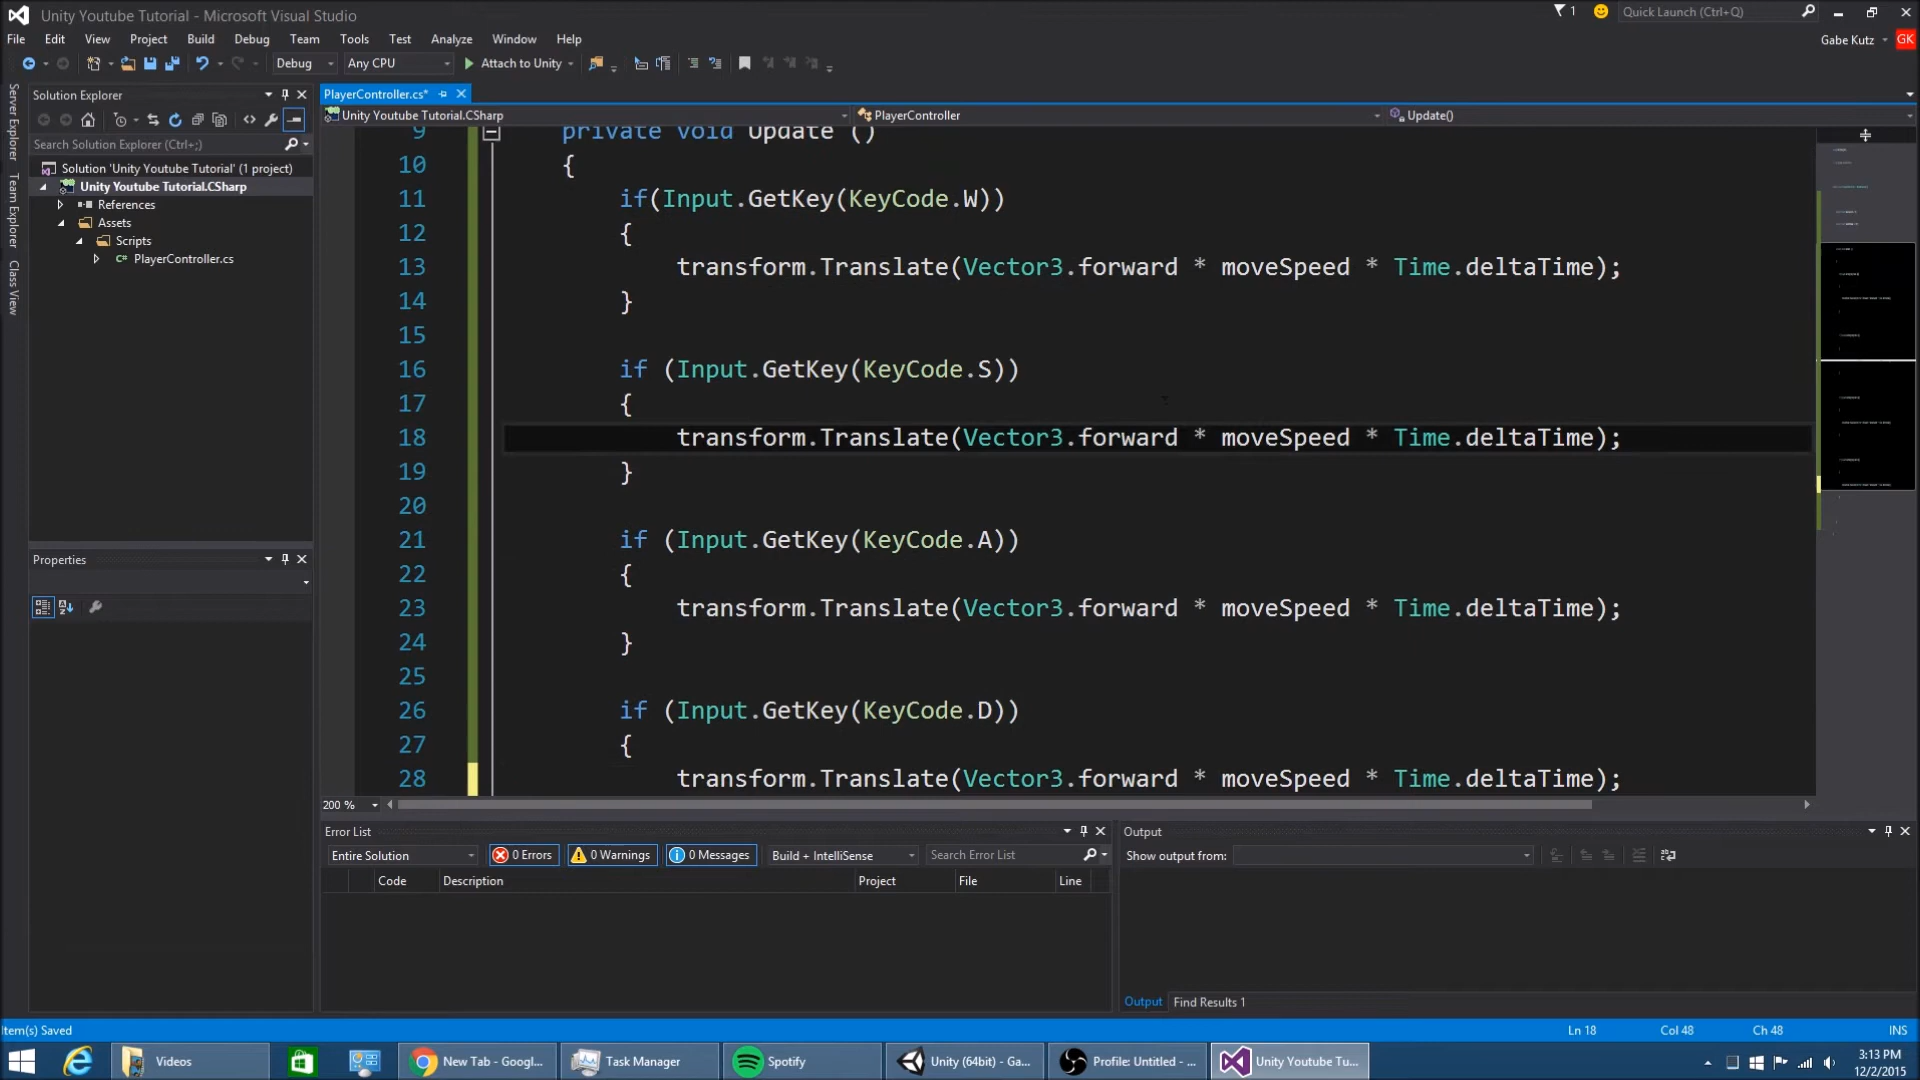 Unity Youtube Tutorial - Microsoft Visual Studio
1
Quick Launch (Ctrl+Q)
File Edit View Project Build Debug Team Tools Test Analyze Window Help
Gabe Kutz GK
Debug Any CPU Attach to Unity
Server Explorer
Team Explorer
Class View
Solution Explorer
Search Solution Explorer (Ctrl+;)
Solution 'Unity Youtube Tutorial' (1 project)
Unity Youtube Tutorial.CSharp
References
Assets
Scripts
C# PlayerController.cs
Properties
PlayerController.cs*
Unity Youtube Tutorial.CSharp PlayerController Update()
9 private void Update ()
10 {
11 if(Input.GetKey(KeyCode.W))
12 {
13 transform.Translate(Vector3.forward * moveSpeed * Time.deltaTime);
14 }
15
16 if (Input.GetKey(KeyCode.S))
17 {
18 transform.Translate(Vector3.forward * moveSpeed * Time.deltaTime);
19 }
20
21 if (Input.GetKey(KeyCode.A))
22 {
23 transform.Translate(Vector3.forward * moveSpeed * Time.deltaTime);
24 }
25
26 if (Input.GetKey(KeyCode.D))
27 {
28 transform.Translate(Vector3.forward * moveSpeed * Time.deltaTime);
200 %
Error List
Entire Solution 0 Errors 0 Warnings 0 Messages Build + IntelliSense Search Error List
Code Description Project File Line
Output
Show output from:
Output Find Results 1
Item(s) Saved Ln 18 Col 48 Ch 48 INS
Videos New Tab - Googl... Task Manager Spotify Unity (64bit) - Ga... Profile: Untitled - ... Unity Youtube Tu...
3:13 PM
12/2/2015